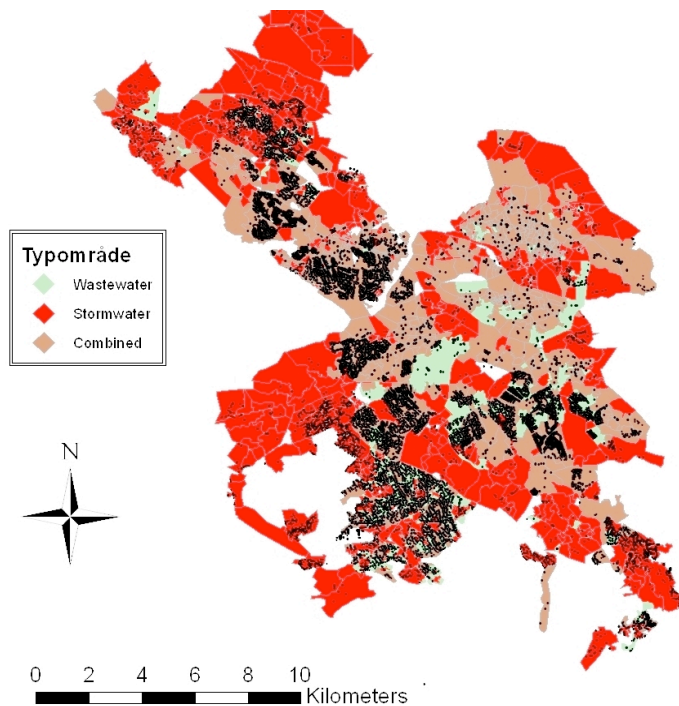 Typområde
Wastewater
Stormwater
Combined
N
0 2 4 6 8 10
Kilometers